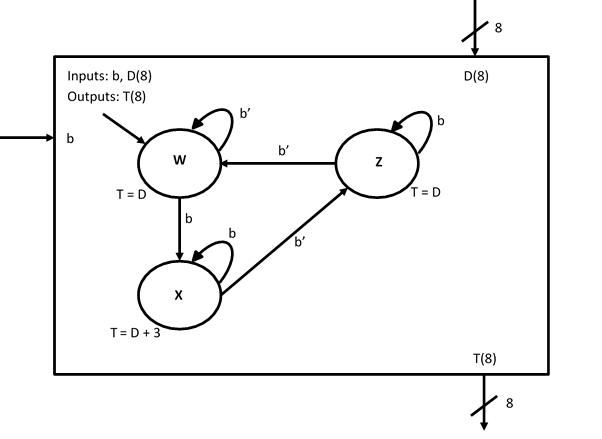 8
Inputs: b, D(8)
D(8)
Outputs: T(8)
b
b'
b
W
b'
Z
T = D
T = D
b
b
b'
X
T = D + 3
T(8)
8